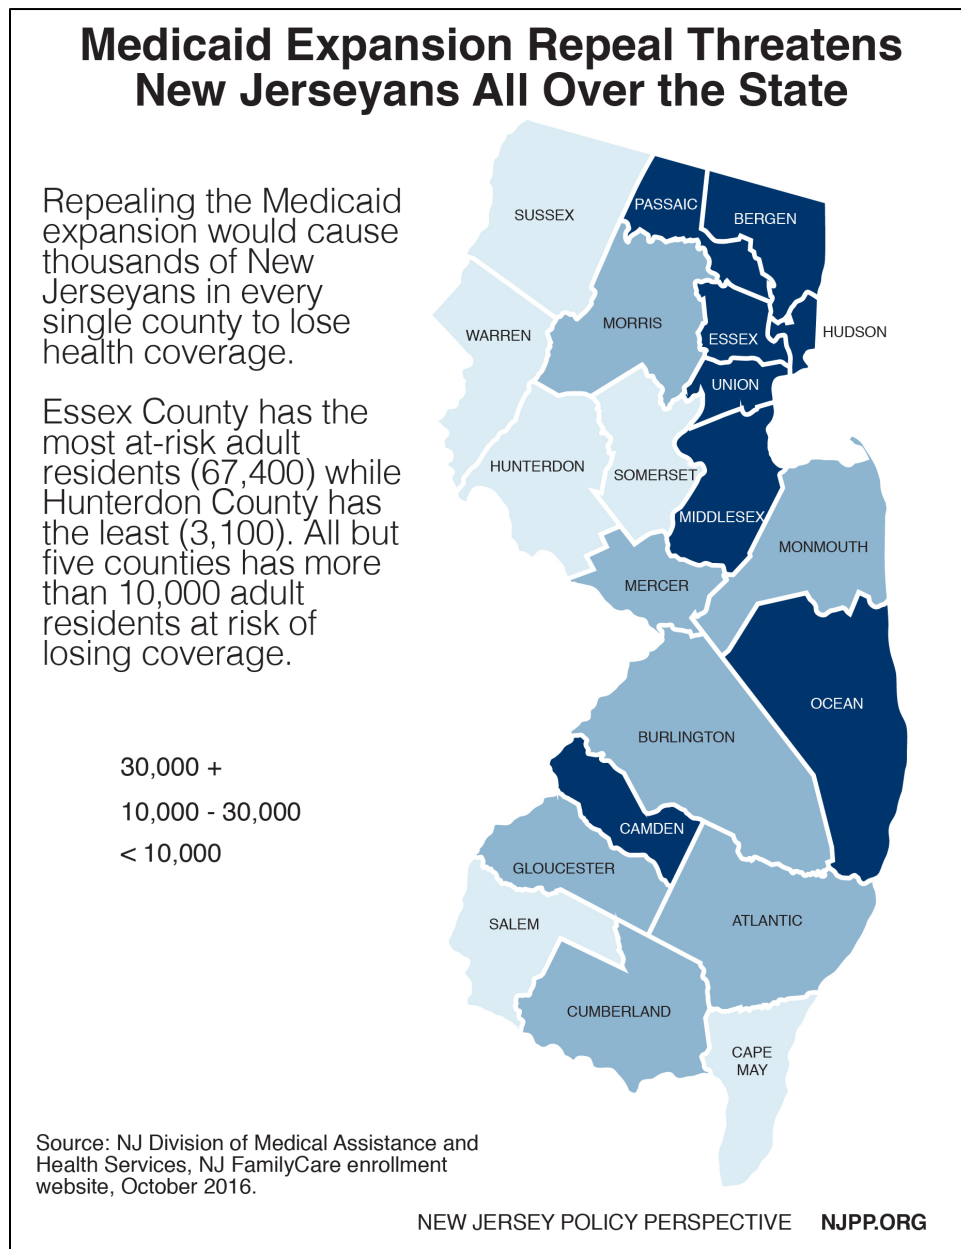 Medicaid Expansion Repeal Threatens
New Jerseyans All Over the State
Repealing the Medicaid
expansion would cause
thousands of New
Jerseyans in every
single county to lose
health coverage.
Essex County has the
most at-risk adult
residents (67,400) while
Hunterdon County has
the least (3,100). All but
five counties has more
than 10,000 adult
residents at risk of
losing coverage.
30,000 +
10,000 - 30,000
< 10,000
SUSSEX
PASSAIC
BERGEN
WARREN
MORRIS
ESSEX
HUDSON
UNION
HUNTERDON
SOMERSET
MIDDLESEX
MONMOUTH
MERCER
OCEAN
BURLINGTON
CAMDEN
GLOUCESTER
SALEM
ATLANTIC
CUMBERLAND
CAPE
MAY
Source: NJ Division of Medical Assistance and
Health Services, NJ FamilyCare enrollment
website, October 2016.
NEW JERSEY POLICY PERSPECTIVE NJPP.ORG